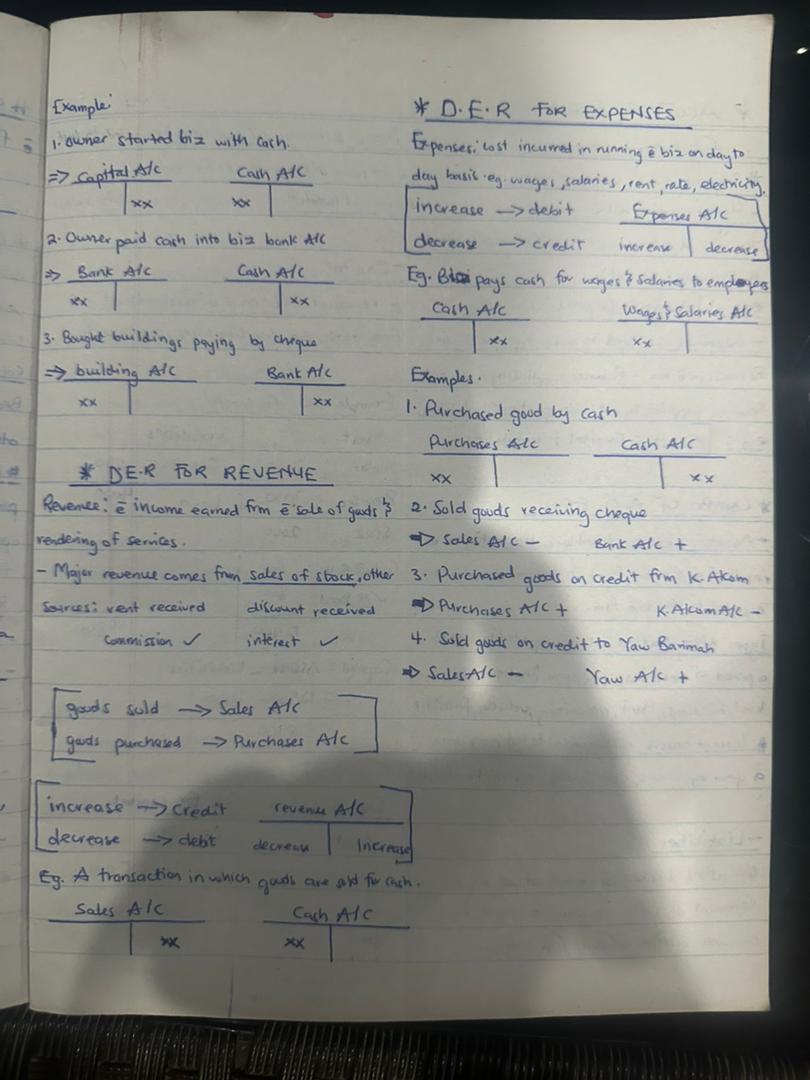 Example:
1. Owner started biz with cash.
=> Capital A/c Cash A/c
xx xx
2. Owner paid cash into biz bank A/c
=> Bank A/c Cash A/c
xx xx
3. Bought buildings paying by cheque
=> building A/c Bank A/c
xx xx
* D.E.R FOR REVENUE
Revenue: ē income earned frm ē sale of goods &
rendering of services.
- Major revenue comes from sales of stock, other
sources: rent received discount received
commission ✓ interest ✓
goods sold → Sales A/c
goods purchased → Purchases A/c
increase → credit revenue A/c
decrease → debit decrease Increase
Eg. A transaction in which goods are sold for cash.
Sales A/c Cash A/c
xx xx
* D.E.R FOR EXPENSES
Expenses: cost incurred in running ē biz on day to
day basis. eg. wages, salaries, rent, rate, electricity,
increase → debit Expenses A/c
decrease → credit increase decrease
Eg. Biz pays cash for wages & salaries to employees
Cash A/c Wages & Salaries A/c
xx xx
Examples.
1. Purchased good by cash
Purchases A/c Cash A/c
xx xx
2. Sold goods receiving cheque
⇒ Sales A/c - Bank A/c +
3. Purchased goods on credit frm K. Akom
⇒ Purchases A/c + K. Akom A/c -
4. Sold goods on credit to Yaw Barimah
⇒ Sales A/c - Yaw A/c +